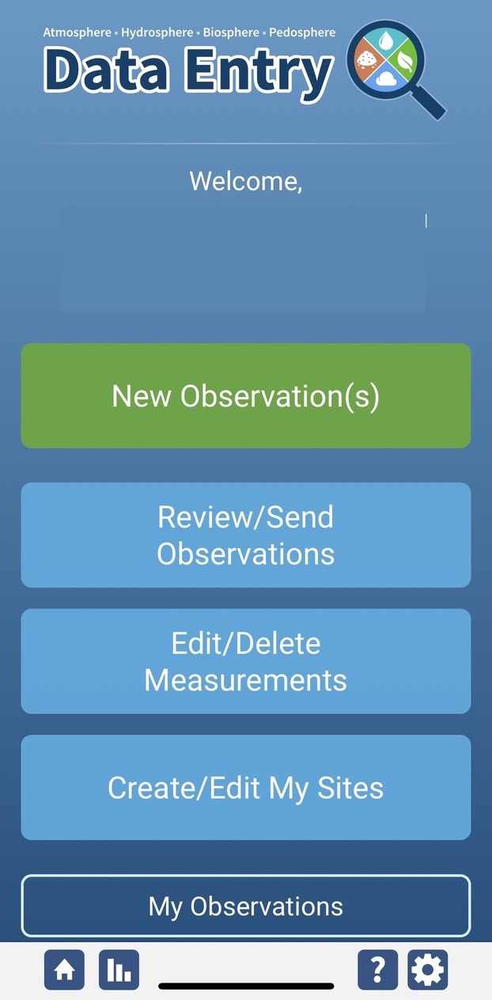 Atmosphere • Hydrosphere • Biosphere • Pedosphere
Data Entry
Welcome,
New Observation(s)
Review/Send
Observations
Edit/Delete
Measurements
Create/Edit My Sites
My Observations
?